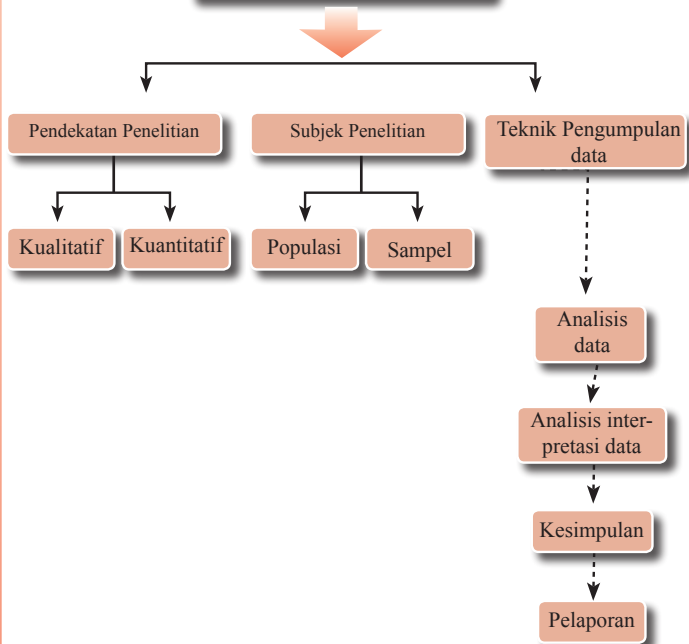 Pendekatan Penelitian
Subjek Penelitian
Teknik Pengumpulan
data
Kualitatif
Kuantitatif
Populasi
Sampel
Analisis
data
Analisis inter-
pretasi data
Kesimpulan
Pelaporan